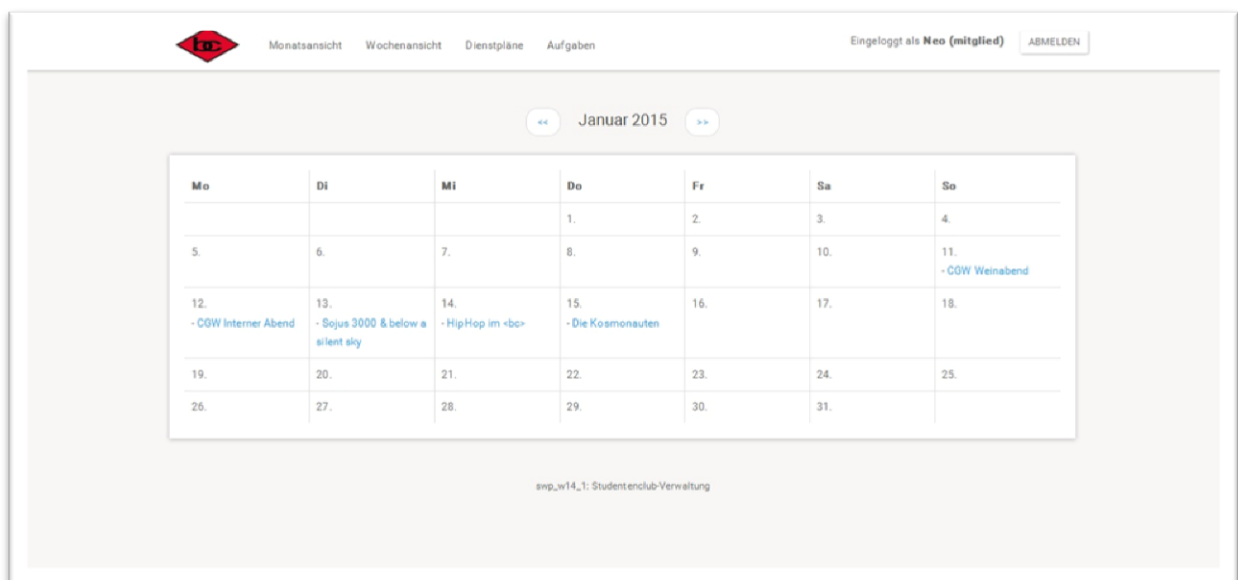 bc
Monatsansicht Wochenansicht Dienstpläne Aufgaben
Eingeloggt als Neo (mitglied) ABMELDEN
<< Januar 2015 >>
Mo Di Mi Do Fr Sa So
1. 2. 3. 4.
5. 6. 7. 8. 9. 10. 11.
- CGW Weinabend
12. 13. 14. 15. 16. 17. 18.
- CGW Interner Abend - Sojus 3000 & below a - HipHop im <bc> - Die Kosmonauten
silent sky
19. 20. 21. 22. 23. 24. 25.
26. 27. 28. 29. 30. 31.
swp_w14_1: Studentenclub-Verwaltung